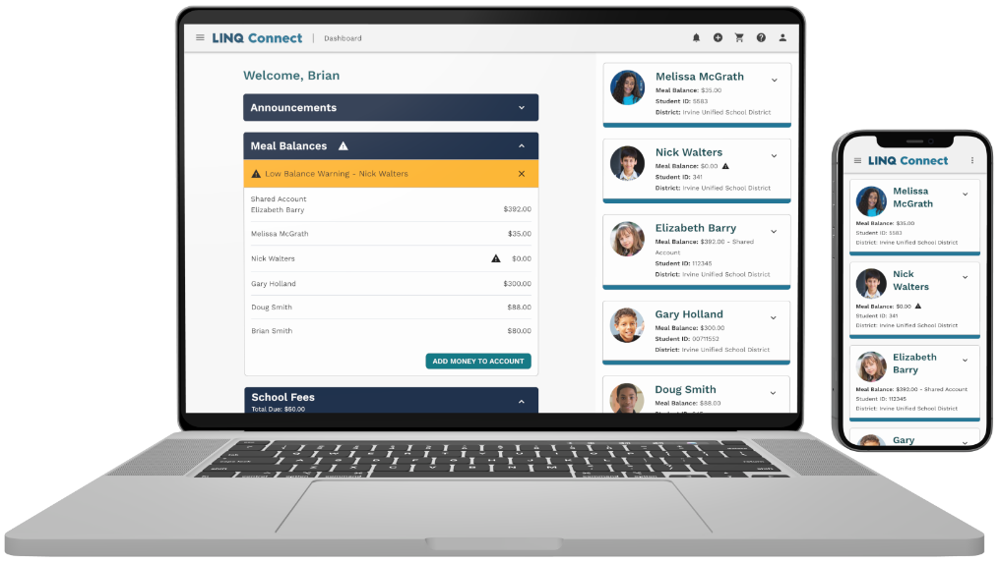 LINQ Connect | Dashboard
Welcome, Brian
Announcements
Meal Balances
Low Balance Warning - Nick Walters
Shared Account
Elizabeth Barry $392.00
Melissa McGrath $35.00
Nick Walters $0.00
Gary Holland $300.00
Doug Smith $88.00
Brian Smith $80.00
ADD MONEY TO ACCOUNT
School Fees
Total Due: $60.00
Melissa McGrath
Meal Balance: $35.00
Student ID: 5583
District: Irvine Unified School District
Nick Walters
Meal Balance: $0.00
Student ID: 341
District: Irvine Unified School District
Elizabeth Barry
Meal Balance: $392.00 - Shared
Account
Student ID: 112345
District: Irvine Unified School District
Gary Holland
Meal Balance: $300.00
Student ID: 00711552
District: Irvine Unified School District
Doug Smith
Meal Balance: $88.00
LINQ Connect
Melissa
McGrath
Meal Balance: $35.00
Student ID: 5583
District: Irvine Unified School District
Nick
Walters
Meal Balance: $0.00
Student ID: 341
District: Irvine Unified School District
Elizabeth
Barry
Meal Balance: $392.00 - Shared Account
Student ID: 112345
District: Irvine Unified School District
Gary